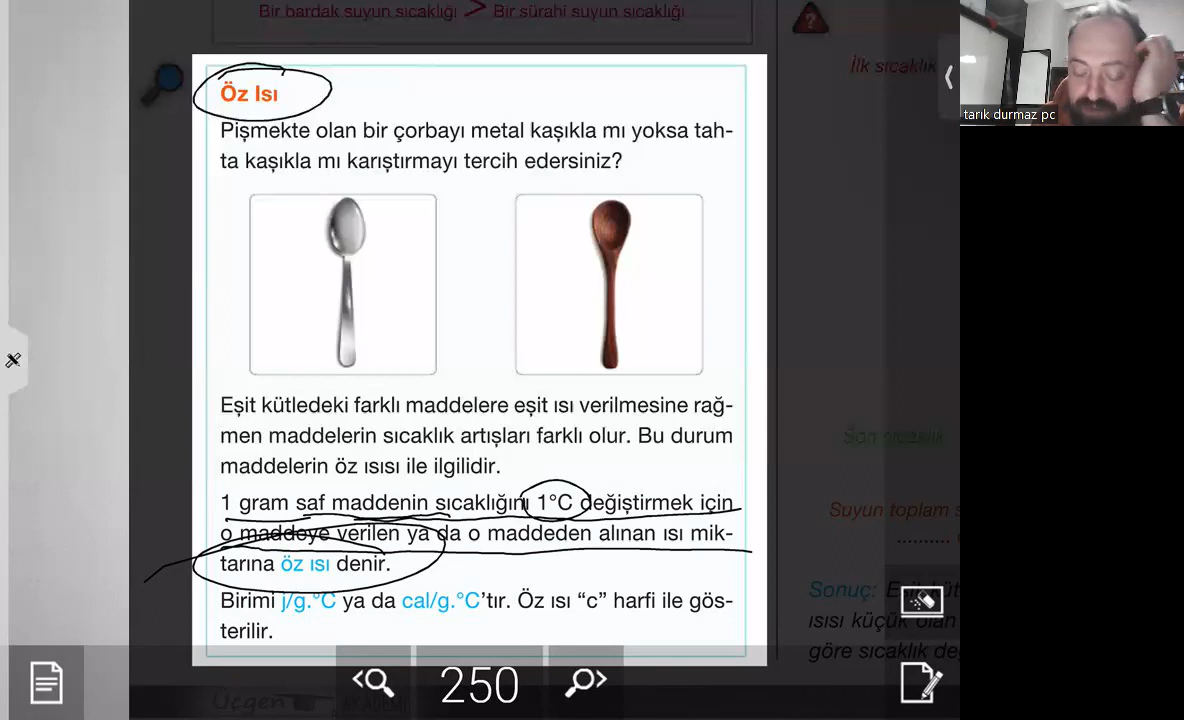 Bir bardak suyun sıcaklığı > Bir sürahi suyun sıcaklığı
?
İlk sıcaklık
tarık durmaz pc
Öz Isı
Pişmekte olan bir çorbayı metal kaşıkla mı yoksa tah-
ta kaşıkla mı karıştırmayı tercih edersiniz?
Eşit kütledeki farklı maddelere eşit ısı verilmesine rağ-
men maddelerin sıcaklık artışları farklı olur. Bu durum
maddelerin öz ısısı ile ilgilidir.
1 gram saf maddenin sıcaklığını 1°C değiştirmek için
o maddeye verilen ya da o maddeden alınan ısı mik-
tarına öz ısı denir.
Birimi j/g.°C ya da cal/g.°C'tır. Öz ısı “c” harfi ile gös-
terilir.
Son sıcaklık
Suyun toplam
..........
Sonuç:
ısısı küçük olan
göre sıcaklık
250
Üçgen